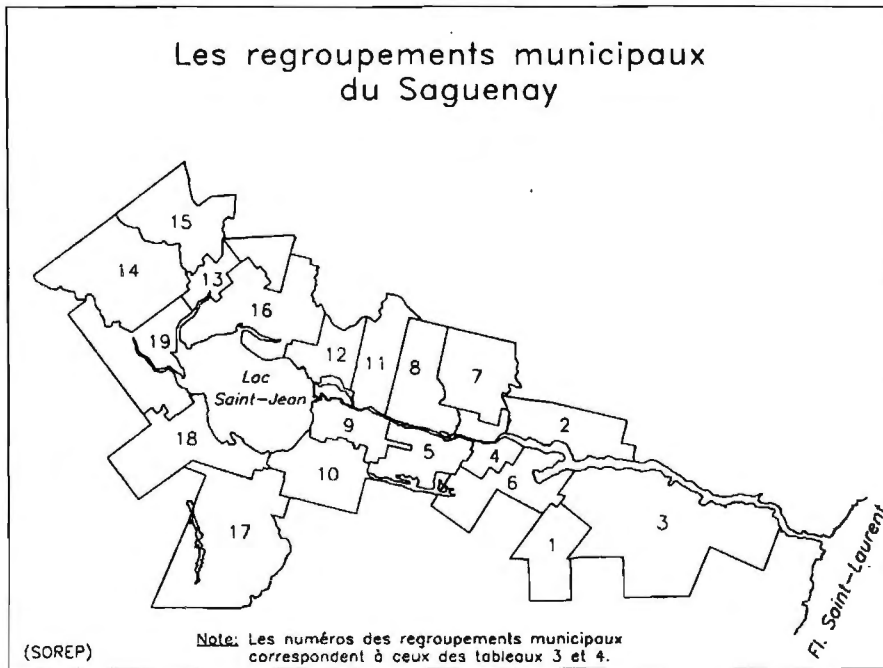 Les regroupements municipaux
du Saguenay
15
14
13
16
19
12
11
8
7
Lac
Saint-Jean
2
9
18
5
4
10
6
3
17
1
Fl. Saint-Laurent
(SOREP)
Note: Les numéros des regroupements municipaux
correspondent à ceux des tableaux 3 et 4.